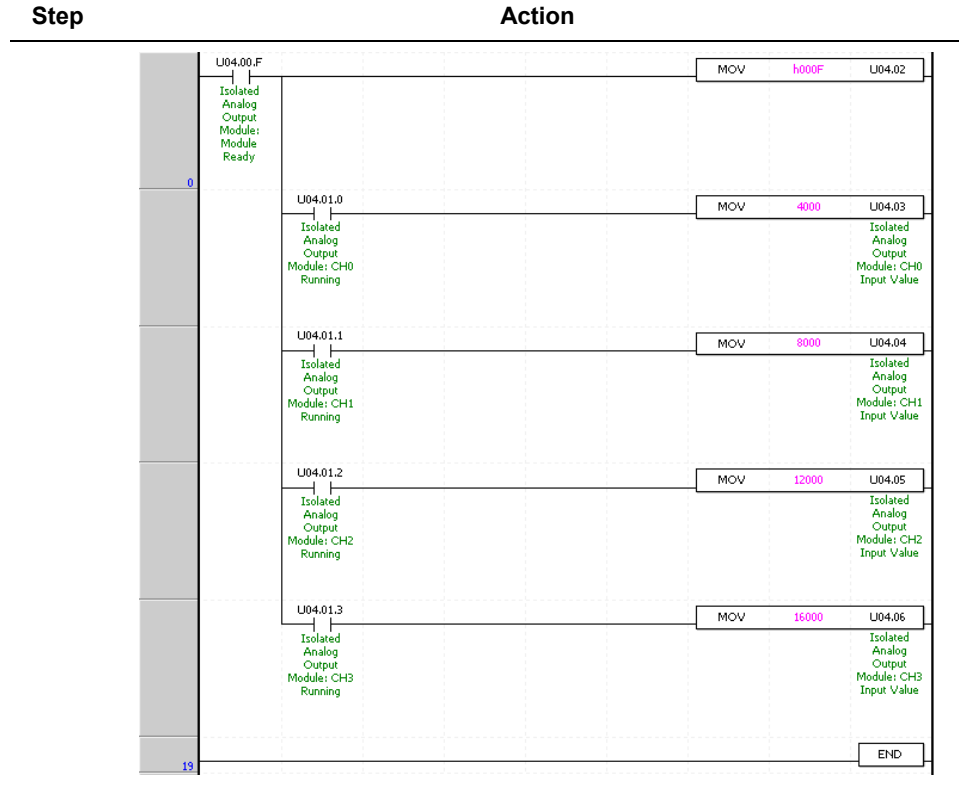 Step Action
U04.00.F
MOV h000F U04.02
Isolated
Analog
Output
Module:
Module
Ready
0
U04.01.0
MOV 4000 U04.03
Isolated Isolated
Analog Analog
Output Output
Module: CH0 Module: CH0
Running Input Value
U04.01.1
MOV 8000 U04.04
Isolated Isolated
Analog Analog
Output Output
Module: CH1 Module: CH1
Running Input Value
U04.01.2
MOV 12000 U04.05
Isolated Isolated
Analog Analog
Output Output
Module: CH2 Module: CH2
Running Input Value
U04.01.3
MOV 16000 U04.06
Isolated Isolated
Analog Analog
Output Output
Module: CH3 Module: CH3
Running Input Value
END
19